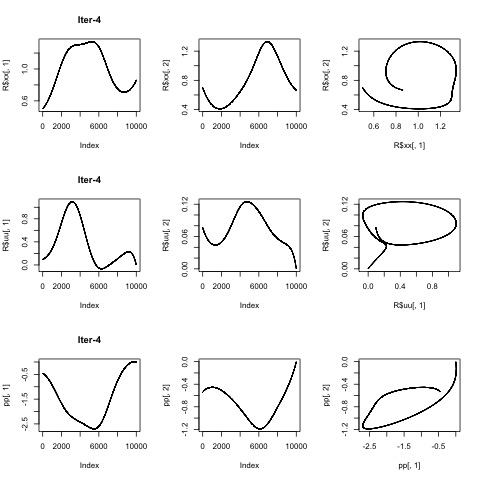 Iter-4
R$xx[, 1]
0.6 1.0
0 2000 6000 10000
Index
R$xx[, 2]
0.4 0.8 1.2
0 2000 6000 10000
Index
R$xx[, 2]
0.4 0.8 1.2
0.6 0.8 1.0 1.2
R$xx[, 1]
Iter-4
R$uu[, 1]
0.0 0.4 0.8
0 2000 6000 10000
Index
R$uu[, 2]
0.00 0.06 0.12
0 2000 6000 10000
Index
R$uu[, 2]
0.00 0.06 0.12
0.0 0.4 0.8
R$uu[, 1]
Iter-4
pp[, 1]
-2.5 -1.5 -0.5
0 2000 6000 10000
Index
pp[, 2]
-1.2 -0.8 -0.4 0.0
0 2000 6000 10000
Index
pp[, 2]
-1.2 -0.8 -0.4 0.0
-2.5 -1.5 -0.5
pp[, 1]